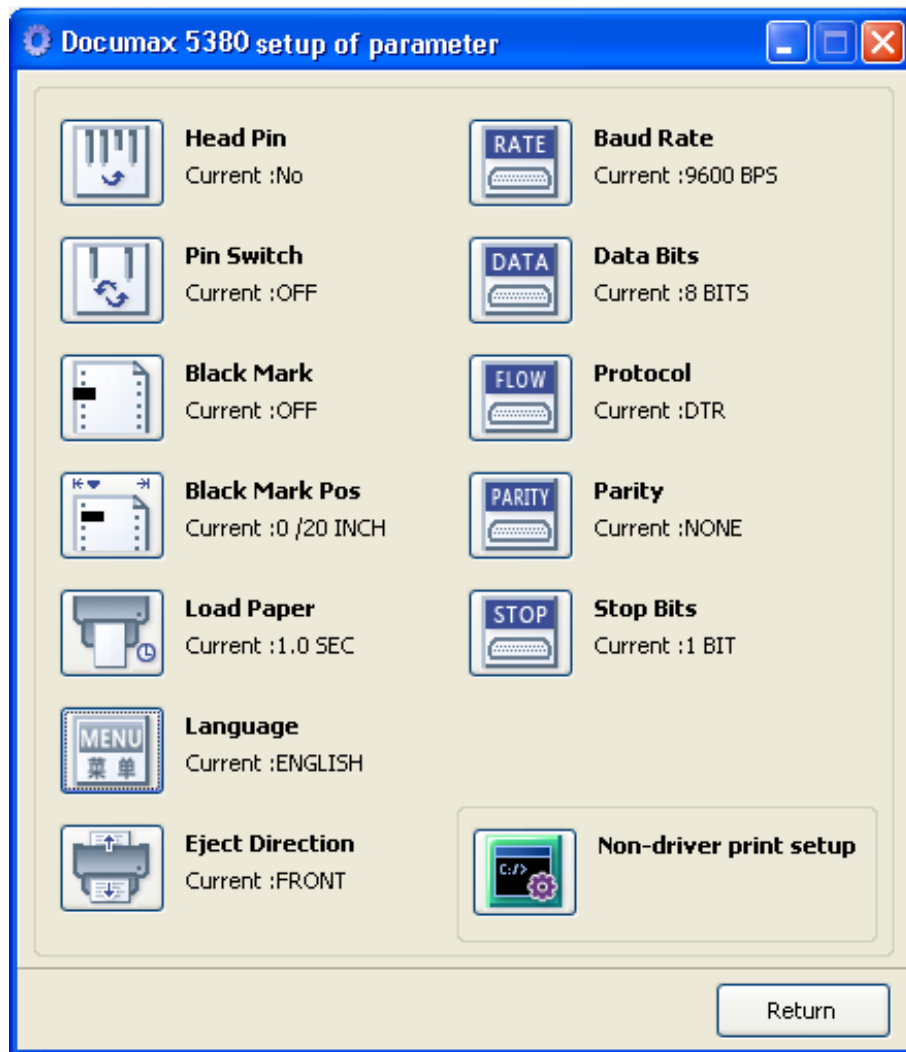 Documax 5380 setup of parameter
Head Pin
Current :No
Pin Switch
Current :OFF
Black Mark
Current :OFF
Black Mark Pos
Current :0 /20 INCH
Load Paper
Current :1.0 SEC
MENU
菜 单
Language
Current :ENGLISH
Eject Direction
Current :FRONT
RATE
Baud Rate
Current :9600 BPS
DATA
Data Bits
Current :8 BITS
FLOW
Protocol
Current :DTR
PARITY
Parity
Current :NONE
STOP
Stop Bits
Current :1 BIT
C:/>
Non-driver print setup
Return